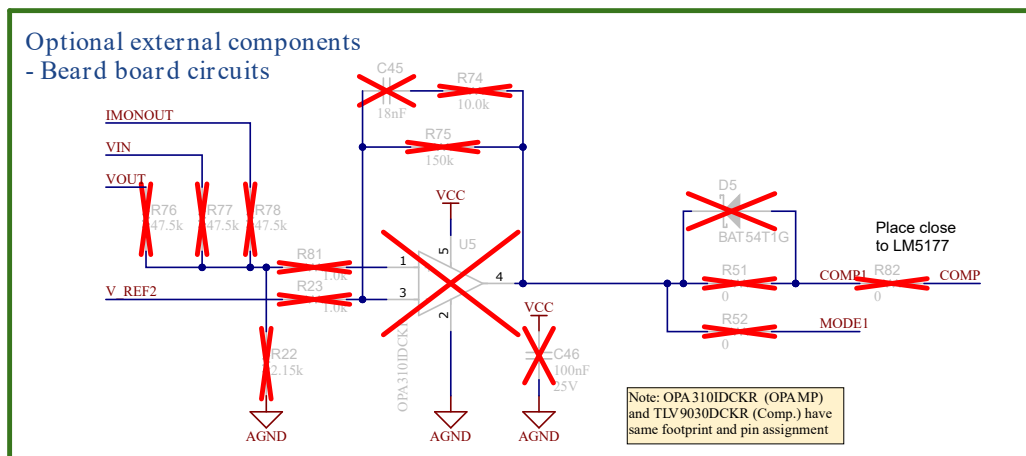 Optional external components
- Beard board circuits
C45
18nF
R74
10.0k
R75
150k
IMONOUT
VIN
VOUT
R76
47.5k
R77
47.5k
R78
47.5k
VCC
U5
5
1
3
4
2
OPA310IDCKR
R81
1.0k
V_REF2
R23
1.0k
R22
2.15k
AGND
AGND
VCC
C46
100nF
25V
AGND
D5
BAT54T1G
Place close
to LM5177
R51
0
COMP1
R82
0
COMP
R52
0
MODE1
Note: OPA310IDCKR (OPAMP)
and TLV9030DCKR (Comp.) have
same footprint and pin assignment